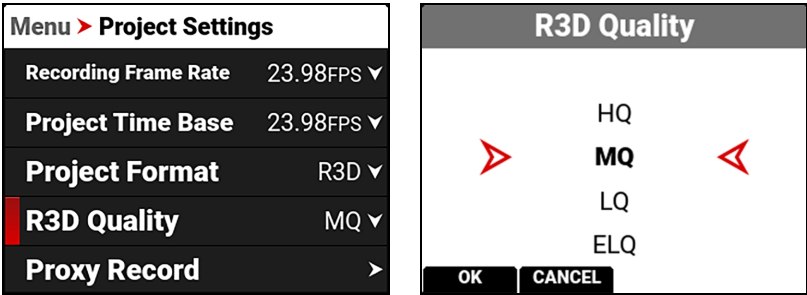 Menu Project Settings
Recording Frame Rate 23.98FPS
Project Time Base 23.98FPS
Project Format R3D
R3D Quality MQ
Proxy Record
R3D Quality
HQ
MQ
LQ
ELQ
OK CANCEL